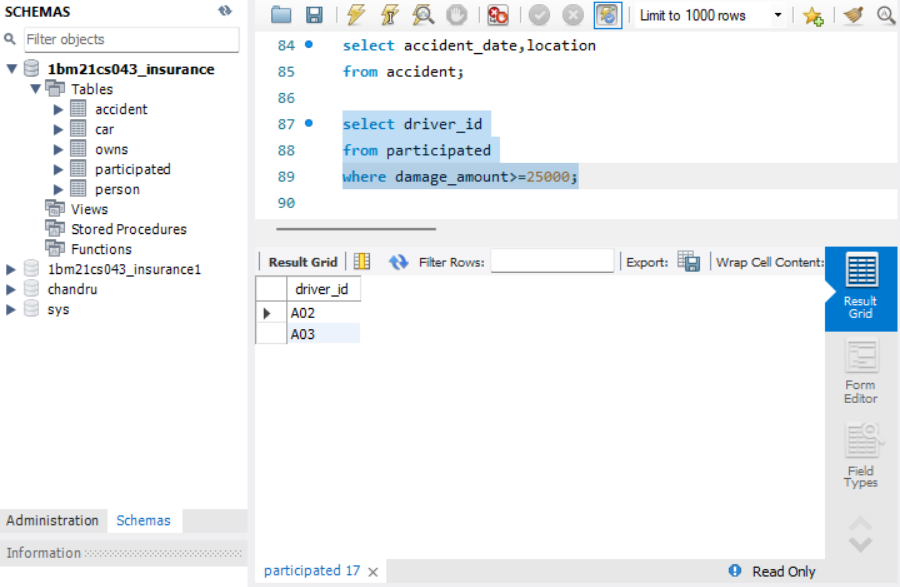 SCHEMAS
Filter objects
1bm21cs043_insurance
Tables
accident
car
owns
participated
person
Views
Stored Procedures
Functions
1bm21cs043_insurance1
chandru
sys
Administration Schemas
Information
Limit to 1000 rows
84 select accident_date,location
85 from accident;
86
87 select driver_id
88 from participated
89 where damage_amount>=25000;
90
Result Grid Filter Rows: Export: Wrap Cell Content:
driver_id
A02
A03
Result
Grid
Form
Editor
Field
Types
participated 17
Read Only